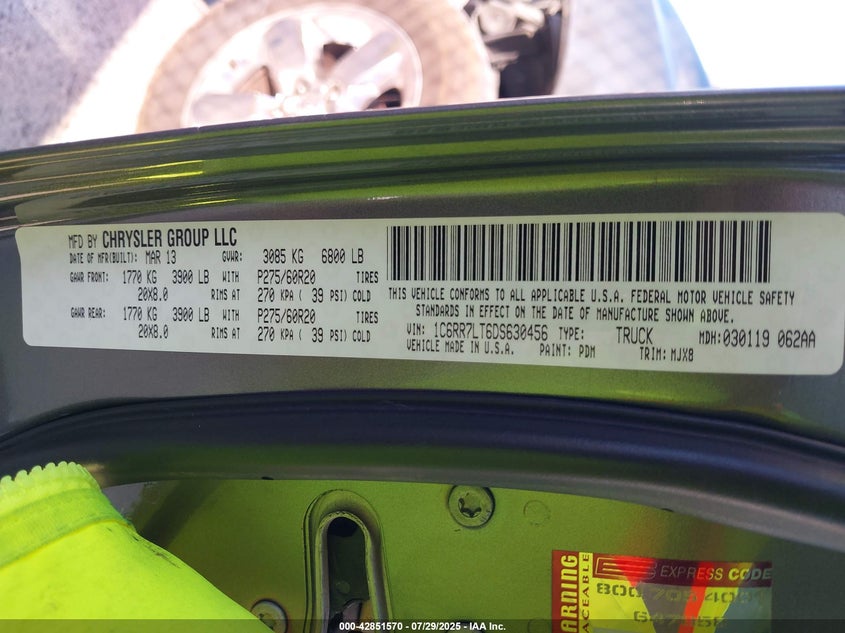 MFD BY CHRYSLER GROUP LLC
DATE OF MFR(BUILT): MAR 13 GVWR: 3085 KG 6800 LB
GAWR FRONT: 1770 KG 3900 LB WITH P275/60R20 TIRES
20X8.0 RIMS AT 270 KPA ( 39 PSI) COLD
GAWR REAR: 1770 KG 3900 LB WITH P275/60R20 TIRES
20X8.0 RIMS AT 270 KPA ( 39 PSI) COLD
THIS VEHICLE CONFORMS TO ALL APPLICABLE U.S.A. FEDERAL MOTOR VEHICLE SAFETY
STANDARDS IN EFFECT ON THE DATE OF MANUFACTURE SHOWN ABOVE.
VIN: 1C6RR7LT6DS630456 TYPE: TRUCK MDH:030119 062AA
VEHICLE MADE IN U.S.A. PAINT: PDM TRIM: MJX8
WARNING
EXPRESS CODE
000-42851570 - 07/29/2025 - IAA Inc.